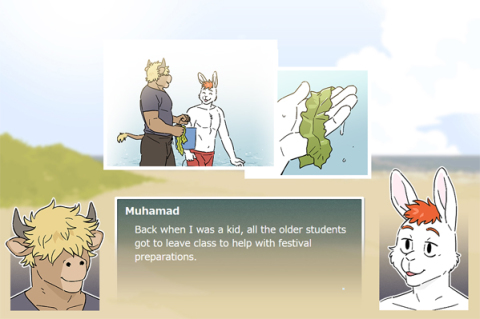 Muhamad
Back when I was a kid, all the older students
got to leave class to help with festival
preparations.